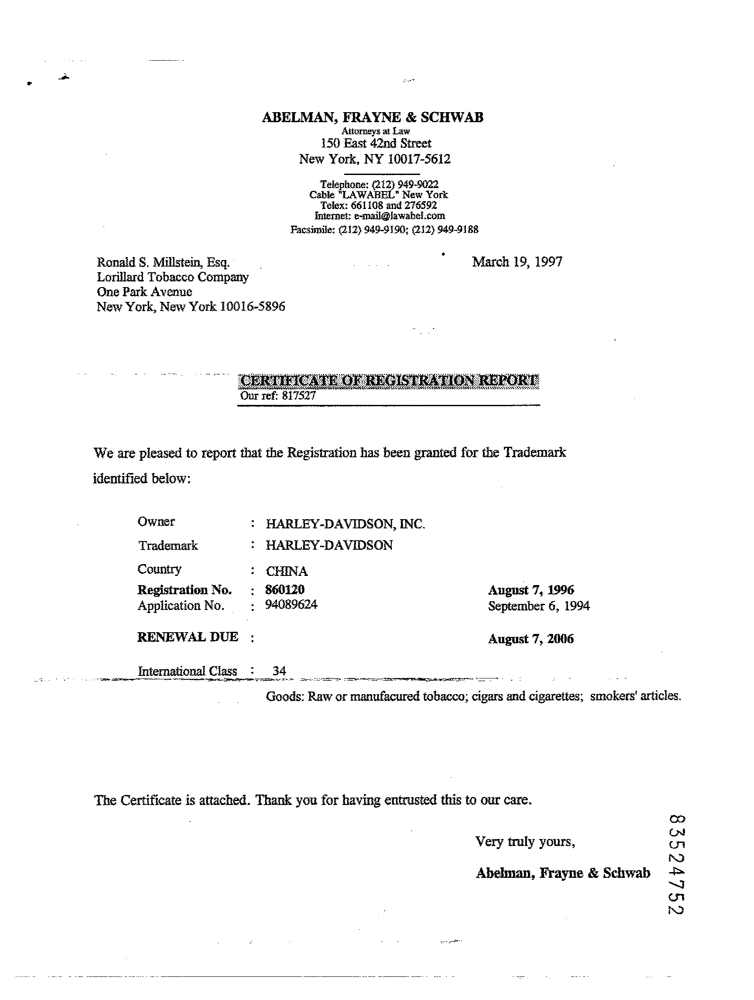 ABELMAN, FRAYNE & SCHWAB
Attorneys at Law
150 East 42nd Street
New York, NY 10017-5612
Telephone: (212) 949-9022
Cable "LAWABEL" New York
Telex: 661108 and 276592
Internet: e-mail@lawabel.com
Facsimile: (212) 949-9190; (212) 949-9188
Ronald S. Millstein, Esq. March 19, 1997
Lorillard Tobacco Company
One Park Avenue
New York, New York 10016-5896
CERTIFICATE OF REGISTRATION REPORT
Our ref: 817527
We are pleased to report that the Registration has been granted for the Trademark
identified below:
Owner : HARLEY-DAVIDSON, INC.
Trademark : HARLEY-DAVIDSON
Country : CHINA
Registration No. : 860120 August 7, 1996
Application No. : 94089624 September 6, 1994
RENEWAL DUE : August 7, 2006
International Class : 34
Goods: Raw or manufacured tobacco; cigars and cigarettes; smokers' articles.
The Certificate is attached. Thank you for having entrusted this to our care.
Very truly yours,
Abelman, Frayne & Schwab
83524752